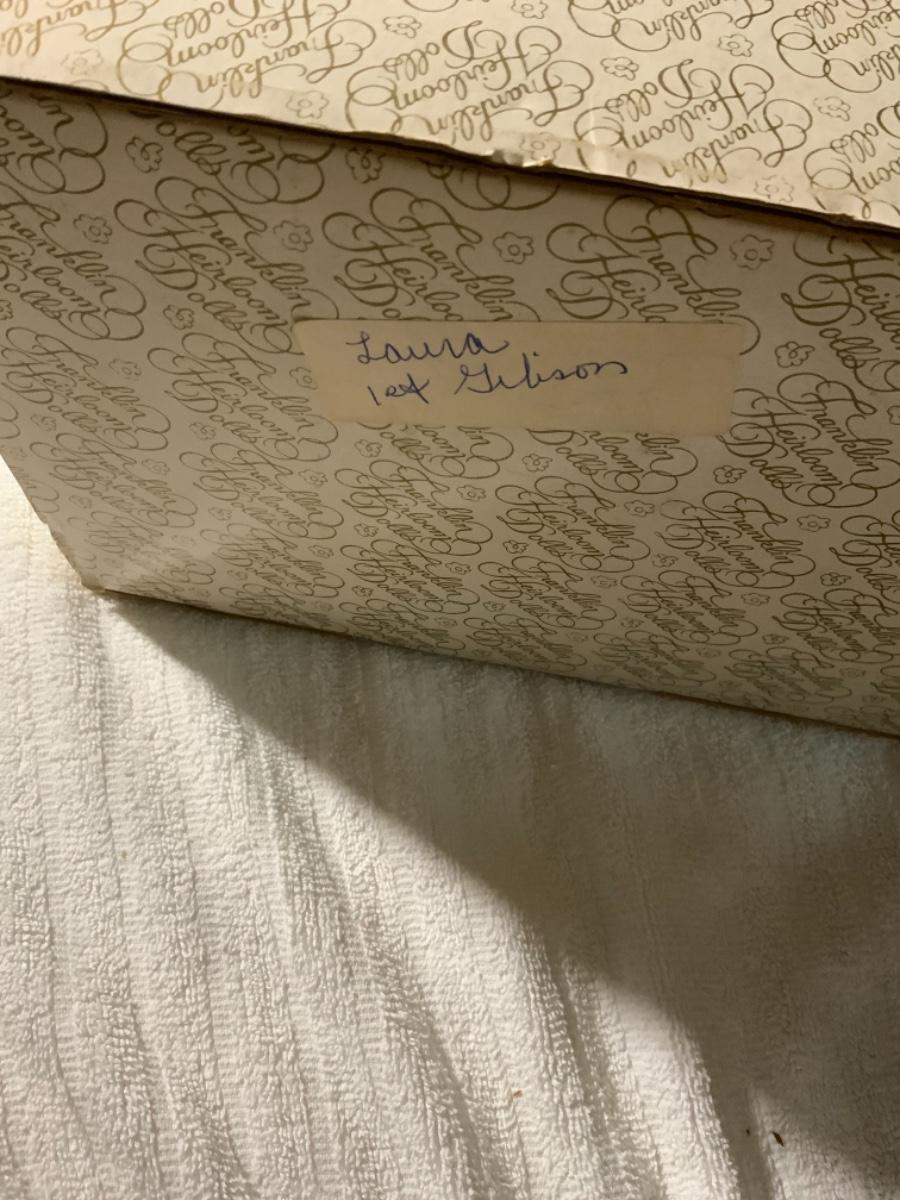 Franklin Heirloom Dolls
Laura
1st Gibson